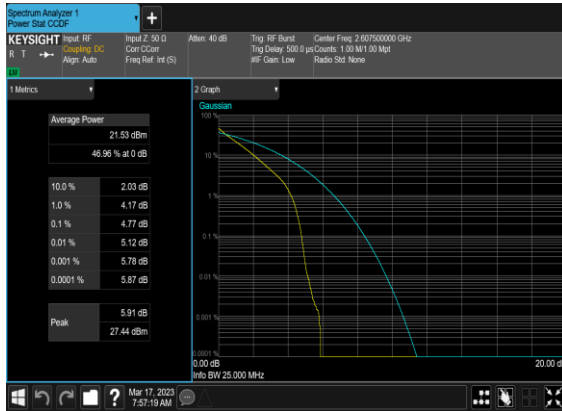 Spectrum Analyzer 1
Power Stat CCDF
+
KEYSIGHT
R T
LXI
Input: RF
Coupling: DC
Align: Auto
Input Z: 50 Ω
Corr CCorr
Freq Ref: Int (S)
Atten: 40 dB
Trig: RF Burst
Trig Delay: 500.0 µs
#IF Gain: Low
Center Freq: 2.607500000 GHz
Counts: 1.00 M/1.00 Mpt
Radio Std: None
1 Metrics
Average Power
21.53 dBm
46.96 % at 0 dB
10.0 % 2.03 dB
1.0 % 4.17 dB
0.1 % 4.77 dB
0.01 % 5.12 dB
0.001 % 5.78 dB
0.0001 % 5.87 dB
Peak
5.91 dB
27.44 dBm
2 Graph
Gaussian
100 %
10 %
1 %
0.1 %
0.01 %
0.001 %
0.0001 %
0.00 dB
20.00 d
Info BW 25.000 MHz
?
Mar 17, 2023
7:57:19 AM